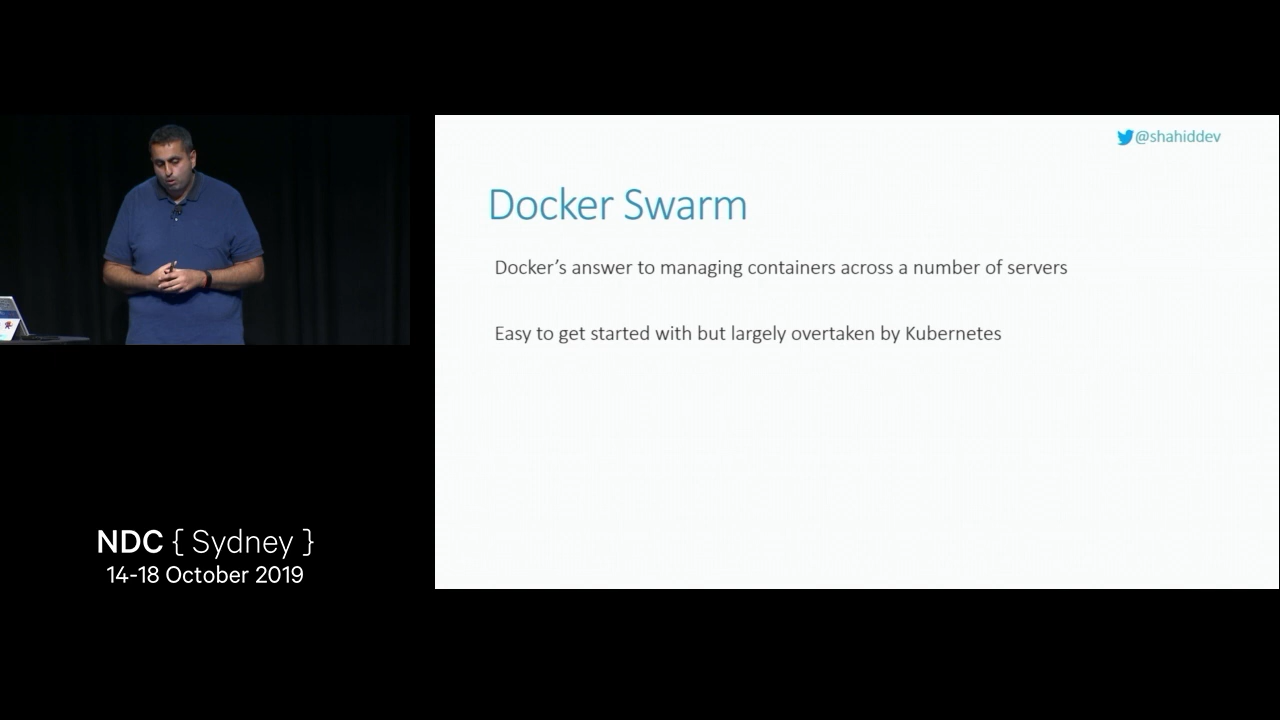 @shahiddev
Docker Swarm
Docker’s answer to managing containers across a number of servers
Easy to get started with but largely overtaken by Kubernetes
NDC { Sydney }
14-18 October 2019